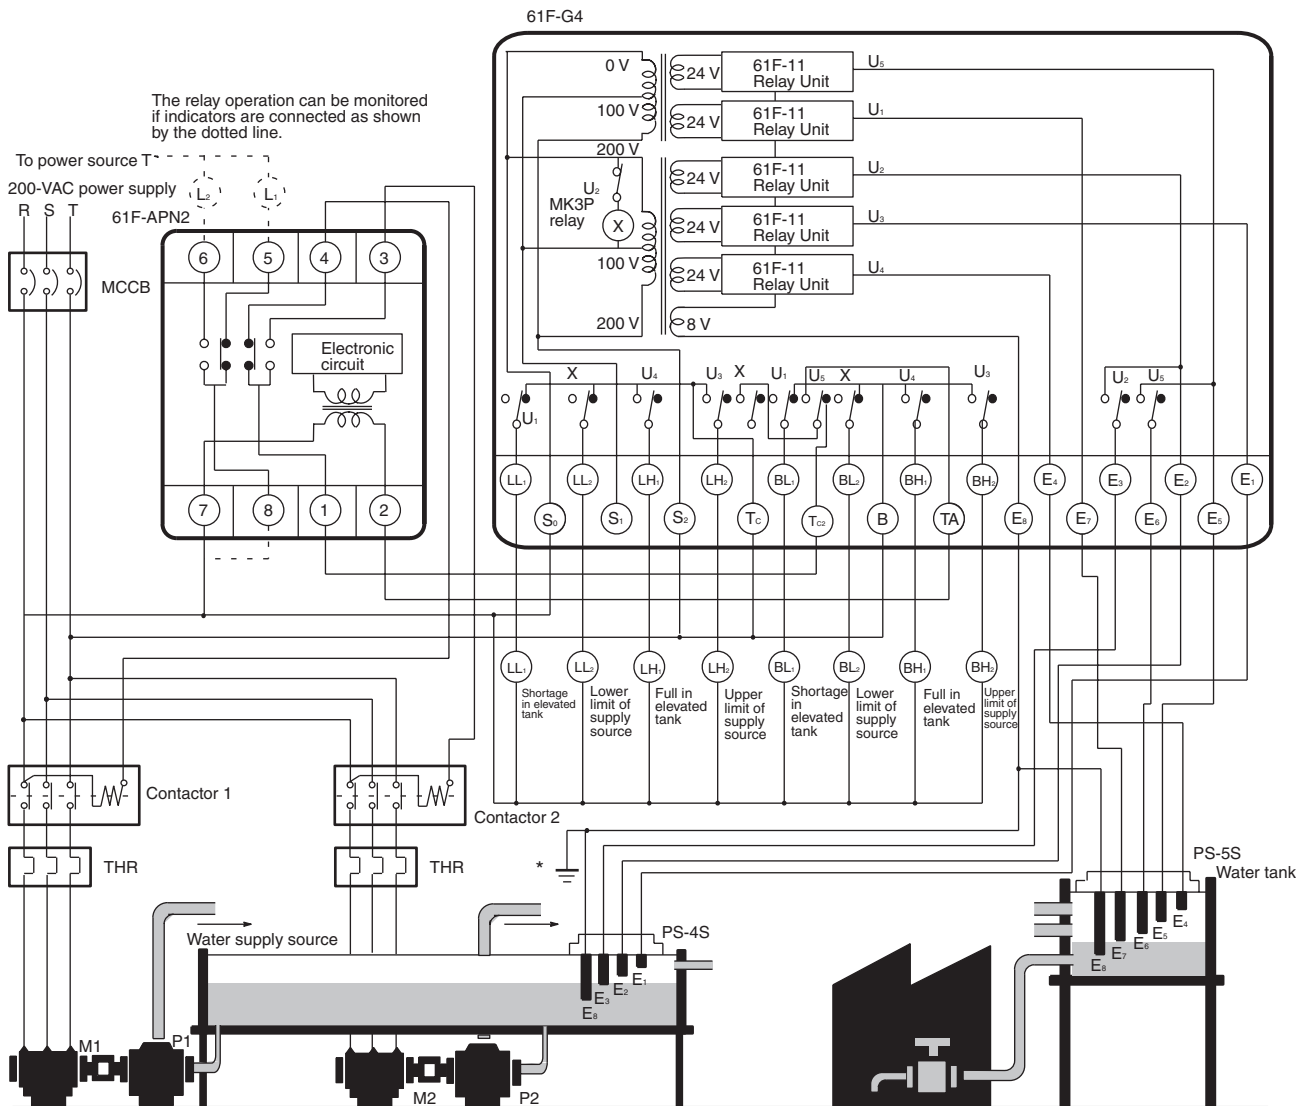 61F-G4
The relay operation can be monitored
if indicators are connected as shown
by the dotted line.
To power source T
200-VAC power supply
R S T
L2 L1
61F-APN2
MCCB
6 5 4 3
Electronic
circuit
7 8 1 2
0 V
100 V
200 V
U2
MK3P
relay
X
100 V
200 V
24 V 61F-11
Relay Unit
U5
24 V 61F-11
Relay Unit
U1
24 V 61F-11
Relay Unit
U2
24 V 61F-11
Relay Unit
U3
24 V 61F-11
Relay Unit
U4
8 V
U1 X U4 U3 X U1 U5 X U4 U3 U2 U5
LL1 LL2 LH1 LH2 BL1 BL2 BH1 BH2 E4 E3 E2 E1
S0 S1 S2 TC TC2 B TA E8 E7 E6 E5
LL1 LL2 LH1 LH2 BL1 BL2 BH1 BH2
Shortage
in elevated
tank
Lower
limit of
supply
source
Full in
elevated
tank
Upper
limit of
supply
source
Shortage
in
elevated
tank
Lower
limit of
supply
source
Full in
elevated
tank
Upper
limit of
supply
source
Contactor 1
Contactor 2
THR
THR
*
PS-5S
Water tank
E4
E5
E6
E7
E8
Water supply source
PS-4S
E1
E2
E3
E8
M1
P1
M2
P2